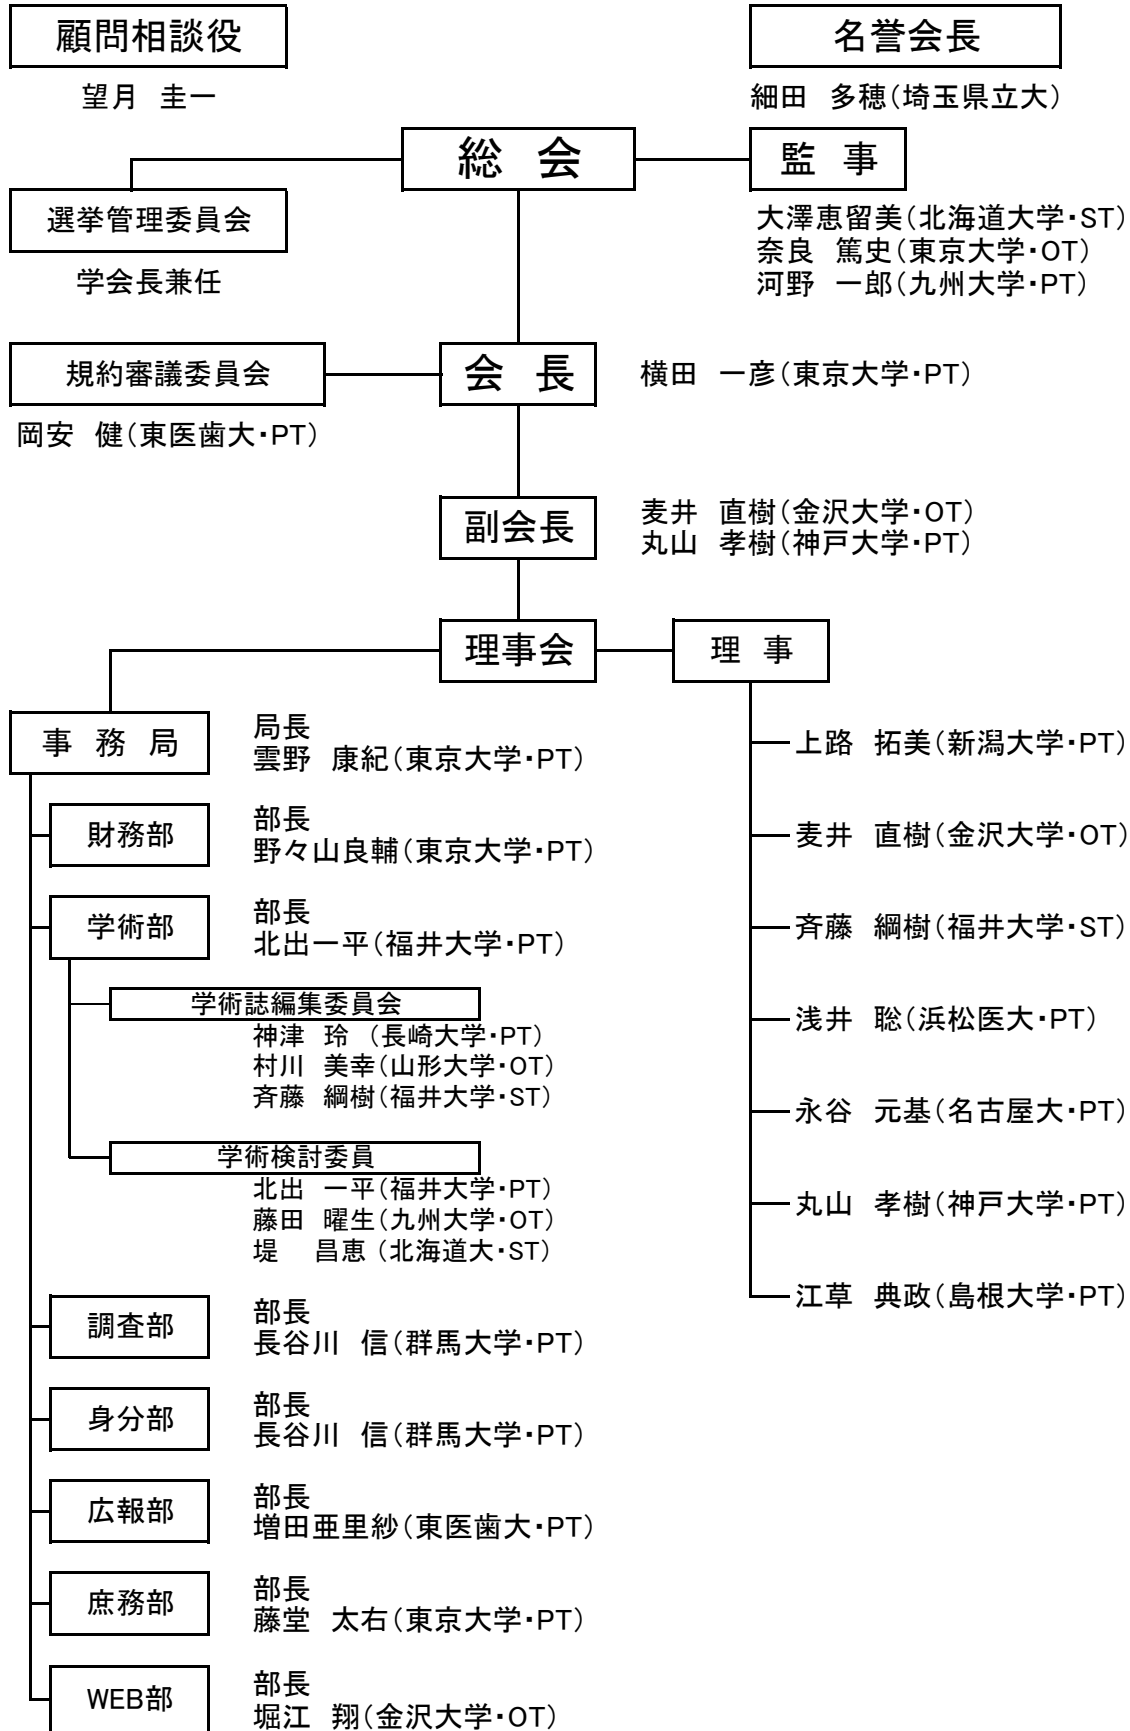 顧問相談役
望月　圭一
名誉会長
細田　多穂(埼玉県立大)
総　会
監　事
大澤恵留美(北海道大学・ST)
奈良　篤史(東京大学・OT)
河野　一郎(九州大学・PT)
選挙管理委員会
学会長兼任
規約審議委員会
岡安　健(東医歯大・PT)
会　長
横田　一彦(東京大学・PT)
副会長
麦井　直樹(金沢大学・OT)
丸山　孝樹(神戸大学・PT)
理事会
理　事
上路　拓美(新潟大学・PT)
麦井　直樹(金沢大学・OT)
斉藤　綱樹(福井大学・ST)
浅井　聡(浜松医大・PT)
永谷　元基(名古屋大・PT)
丸山　孝樹(神戸大学・PT)
江草　典政(島根大学・PT)
事　務　局
局長
雲野　康紀(東京大学・PT)
財務部
部長
野々山良輔(東京大学・PT)
学術部
部長
北出一平(福井大学・PT)
学術誌編集委員会
神津　玲　(長崎大学・PT)
村川　美幸(山形大学・OT)
斉藤　綱樹(福井大学・ST)
学術検討委員
北出　一平(福井大学・PT)
藤田　曜生(九州大学・OT)
堤　昌恵(北海道大・ST)
調査部
部長
長谷川　信(群馬大学・PT)
身分部
部長
長谷川　信(群馬大学・PT)
広報部
部長
増田亜里紗(東医歯大・PT)
庶務部
部長
藤堂　太右(東京大学・PT)
WEB部
部長
堀江　翔(金沢大学・OT)